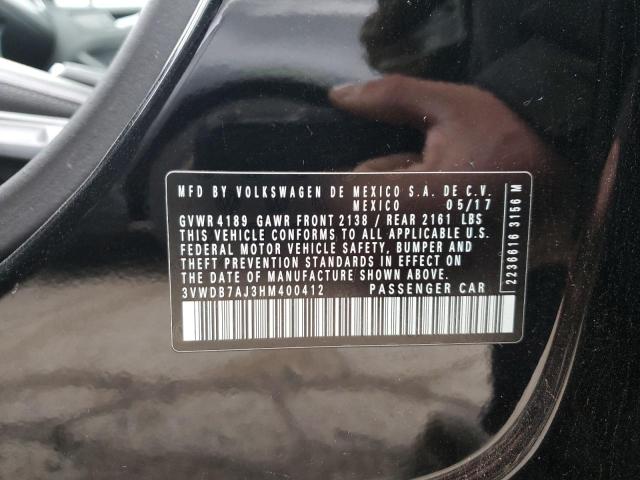 MFD BY VOLKSWAGEN DE MEXICO S.A. DE C.V.
MEXICO 05/17
GVWR 4189 GAWR FRONT 2138 / REAR 2161 LBS
THIS VEHICLE CONFORMS TO ALL APPLICABLE U.S.
FEDERAL MOTOR VEHICLE SAFETY, BUMPER AND
THEFT PREVENTION STANDARDS IN EFFECT ON
THE DATE OF MANUFACTURE SHOWN ABOVE.
3VWDB7AJ3HM400412 PASSENGER CAR
2236616 3156 M